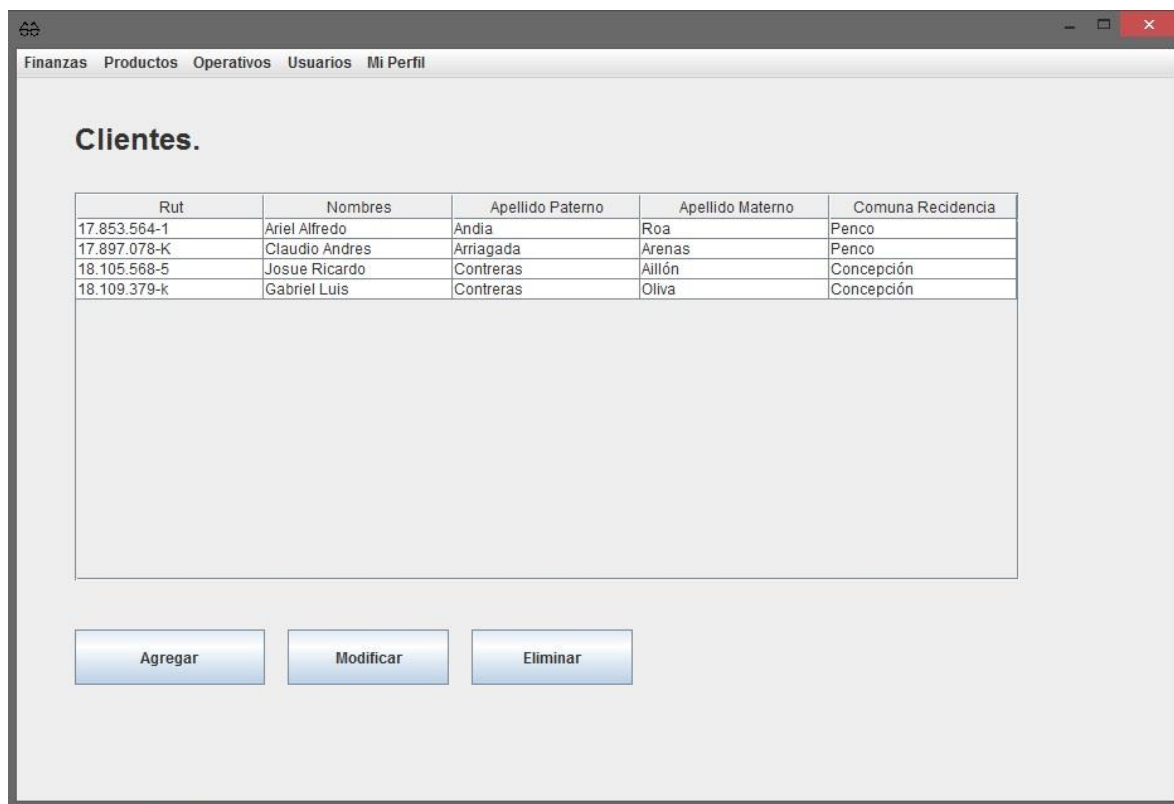 Finanzas Productos Operativos Usuarios Mi Perfil
Clientes.
Rut Nombres Apellido Paterno Apellido Materno Comuna Recidencia
17.853.564-1 Ariel Alfredo Andia Roa Penco
17.897.078-K Claudio Andres Arriagada Arenas Penco
18.105.568-5 Josue Ricardo Contreras Aillón Concepción
18.109.379-k Gabriel Luis Contreras Oliva Concepción
Agregar Modificar Eliminar